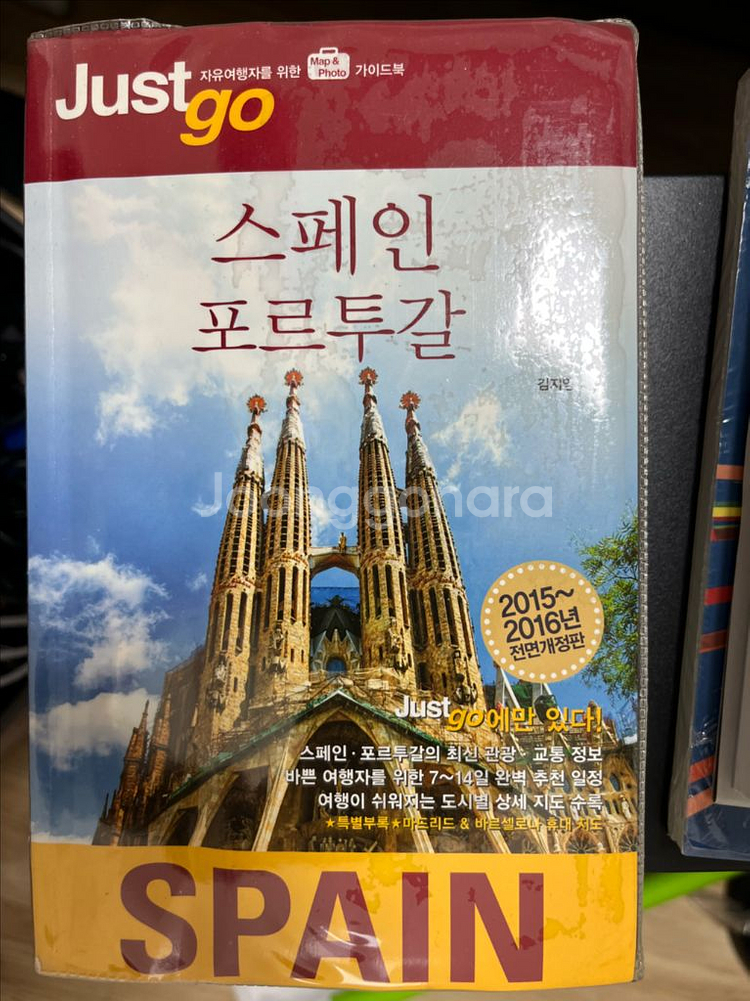 Just go
자유여행자를 위한 Map & Photo 가이드북
스페인
포르투갈
Joonggonara
2015~
2016년
전면개정판
Just go에만 있다!
스페인·포르투갈의 최신 관광·교통 정보
바쁜 여행자를 위한 7~14일 완벽 추천 일정
여행이 쉬워지는 도시별 상세 지도 수록
★특별부록★마드리드 & 바르셀로나 휴대 지도
SPAIN